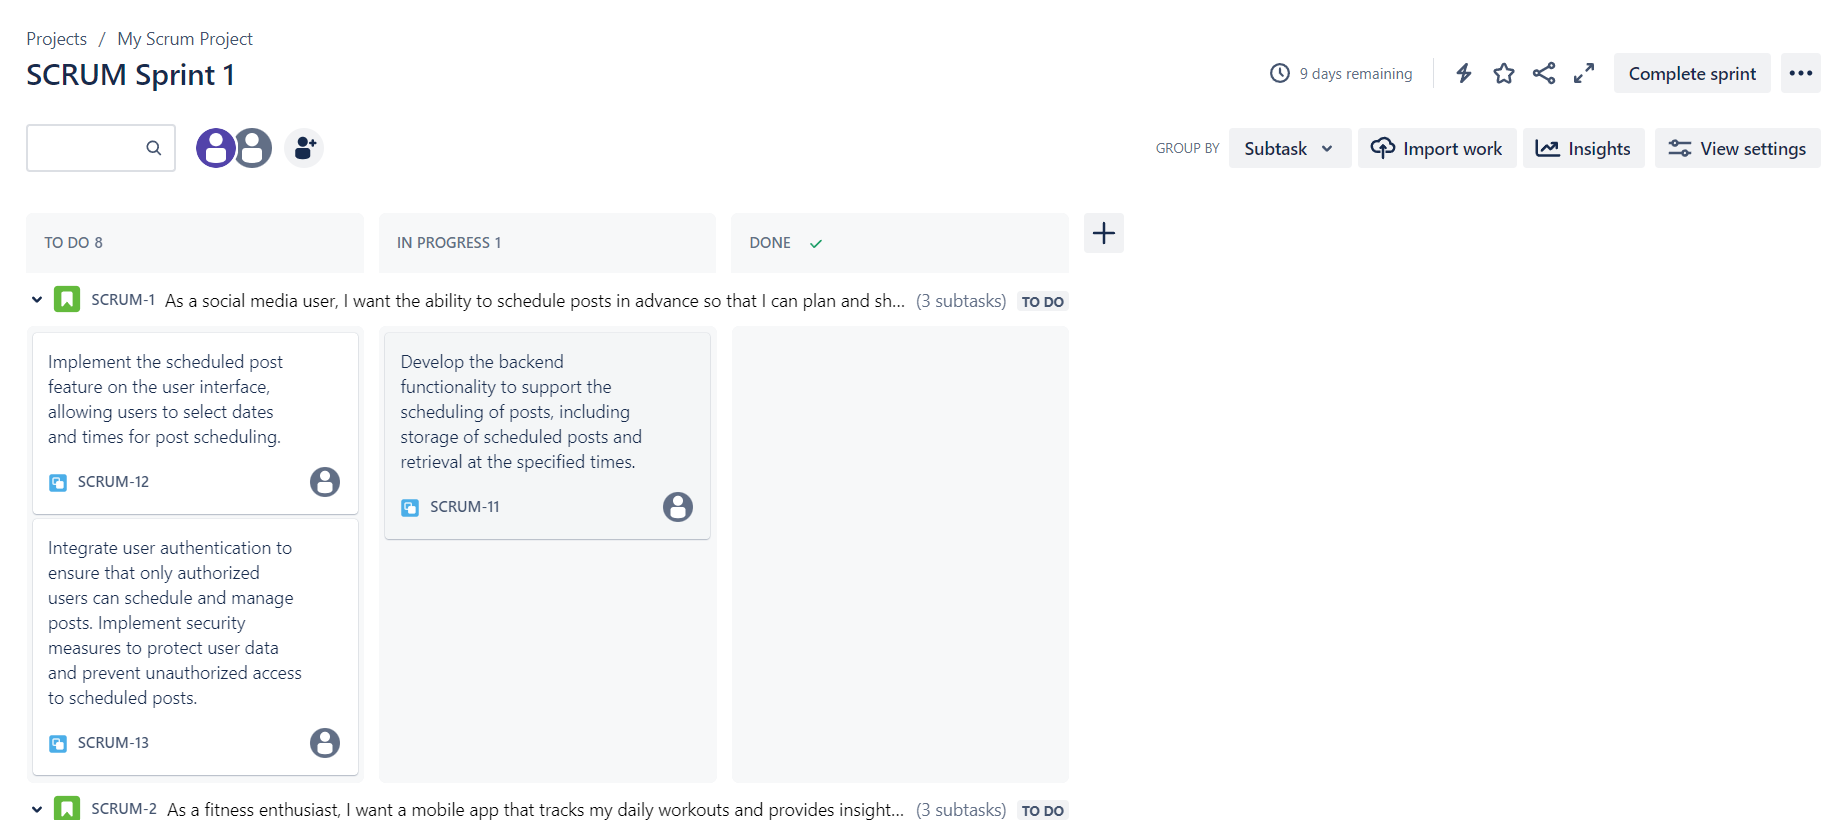 Projects / My Scrum Project
SCRUM Sprint 1
9 days remaining
Complete sprint
GROUP BY
Subtask
Import work
Insights
View settings
TO DO 8
IN PROGRESS 1
DONE
SCRUM-1 As a social media user, I want the ability to schedule posts in advance so that I can plan and sh... (3 subtasks) TO DO
Implement the scheduled post
feature on the user interface,
allowing users to select dates
and times for post scheduling.
SCRUM-12
Integrate user authentication to
ensure that only authorized
users can schedule and manage
posts. Implement security
measures to protect user data
and prevent unauthorized access
to scheduled posts.
SCRUM-13
Develop the backend
functionality to support the
scheduling of posts, including
storage of scheduled posts and
retrieval at the specified times.
SCRUM-11
SCRUM-2 As a fitness enthusiast, I want a mobile app that tracks my daily workouts and provides insight... (3 subtasks) TO DO